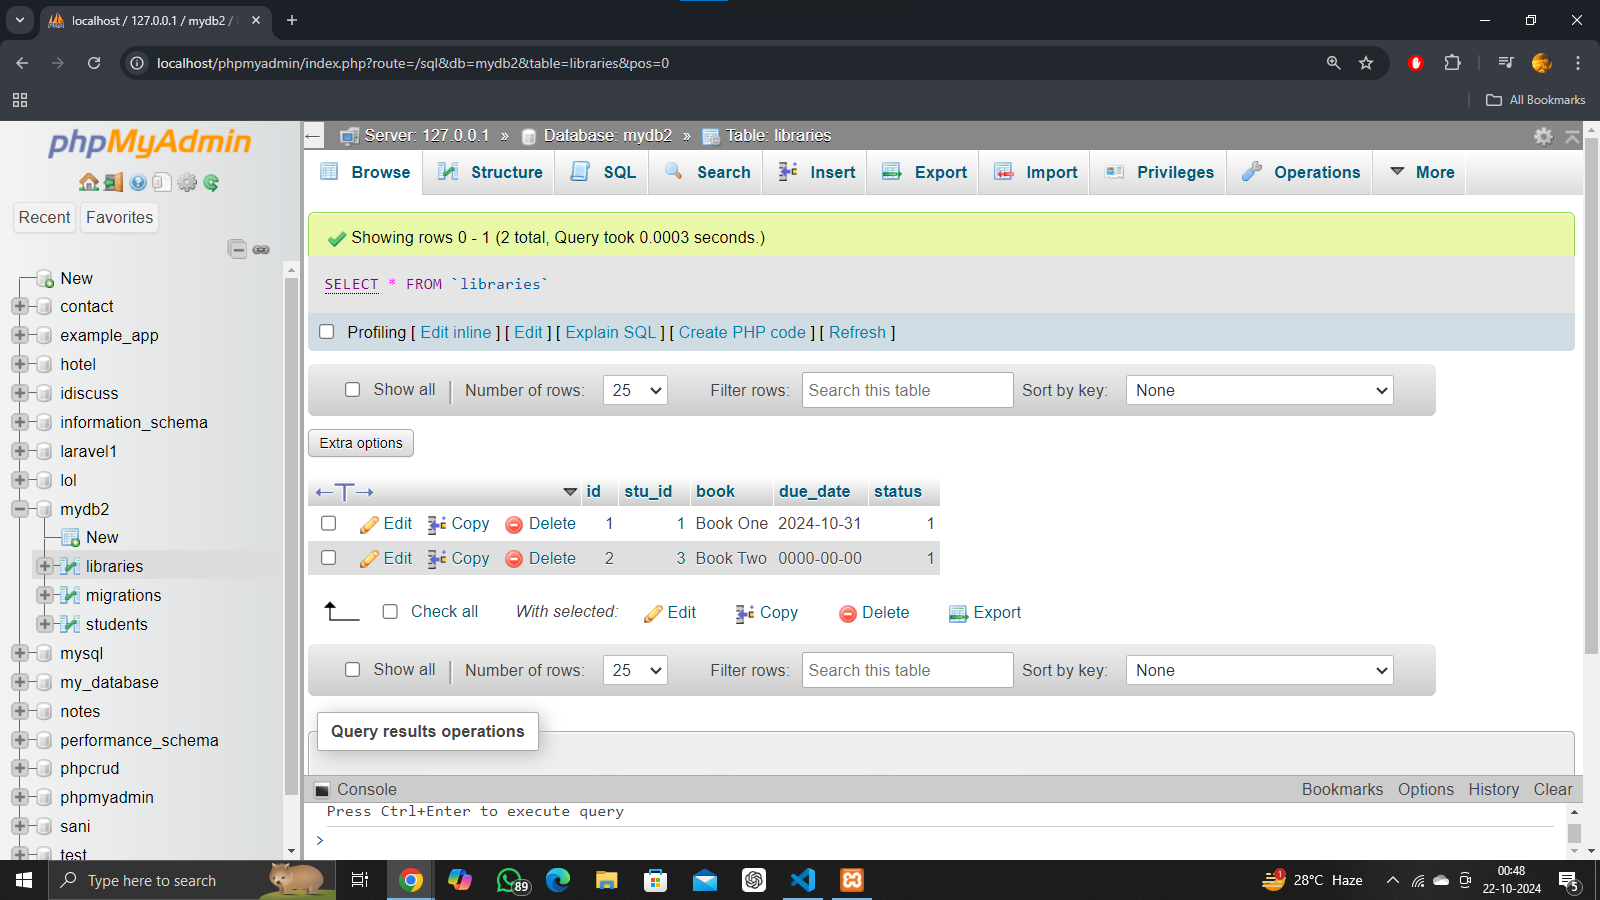 localhost / 127.0.0.1 / mydb2 /
localhost/phpmyadmin/index.php?route=/sql&db=mydb2&table=libraries&pos=0
All Bookmarks
phpMyAdmin
Recent
Favorites
New
contact
example_app
hotel
idiscuss
information_schema
laravel1
lol
mydb2
New
libraries
migrations
students
mysql
my_database
notes
performance_schema
phpcrud
phpmyadmin
sani
test
Server: 127.0.0.1 » Database: mydb2 » Table: libraries
Browse Structure SQL Search Insert Export Import Privileges Operations More
Showing rows 0 - 1 (2 total, Query took 0.0003 seconds.)
SELECT * FROM `libraries`
Profiling [ Edit inline ] [ Edit ] [ Explain SQL ] [ Create PHP code ] [ Refresh ]
Show all Number of rows: 25 Filter rows: Search this table Sort by key: None
Extra options
id stu_id book due_date status
Edit Copy Delete 1 1 Book One 2024-10-31 1
Edit Copy Delete 2 3 Book Two 0000-00-00 1
Check all With selected: Edit Copy Delete Export
Show all Number of rows: 25 Filter rows: Search this table Sort by key: None
Query results operations
Console Bookmarks Options History Clear
Press Ctrl+Enter to execute query
>
Type here to search
89
1
28°C Haze
00:48
22-10-2024
5